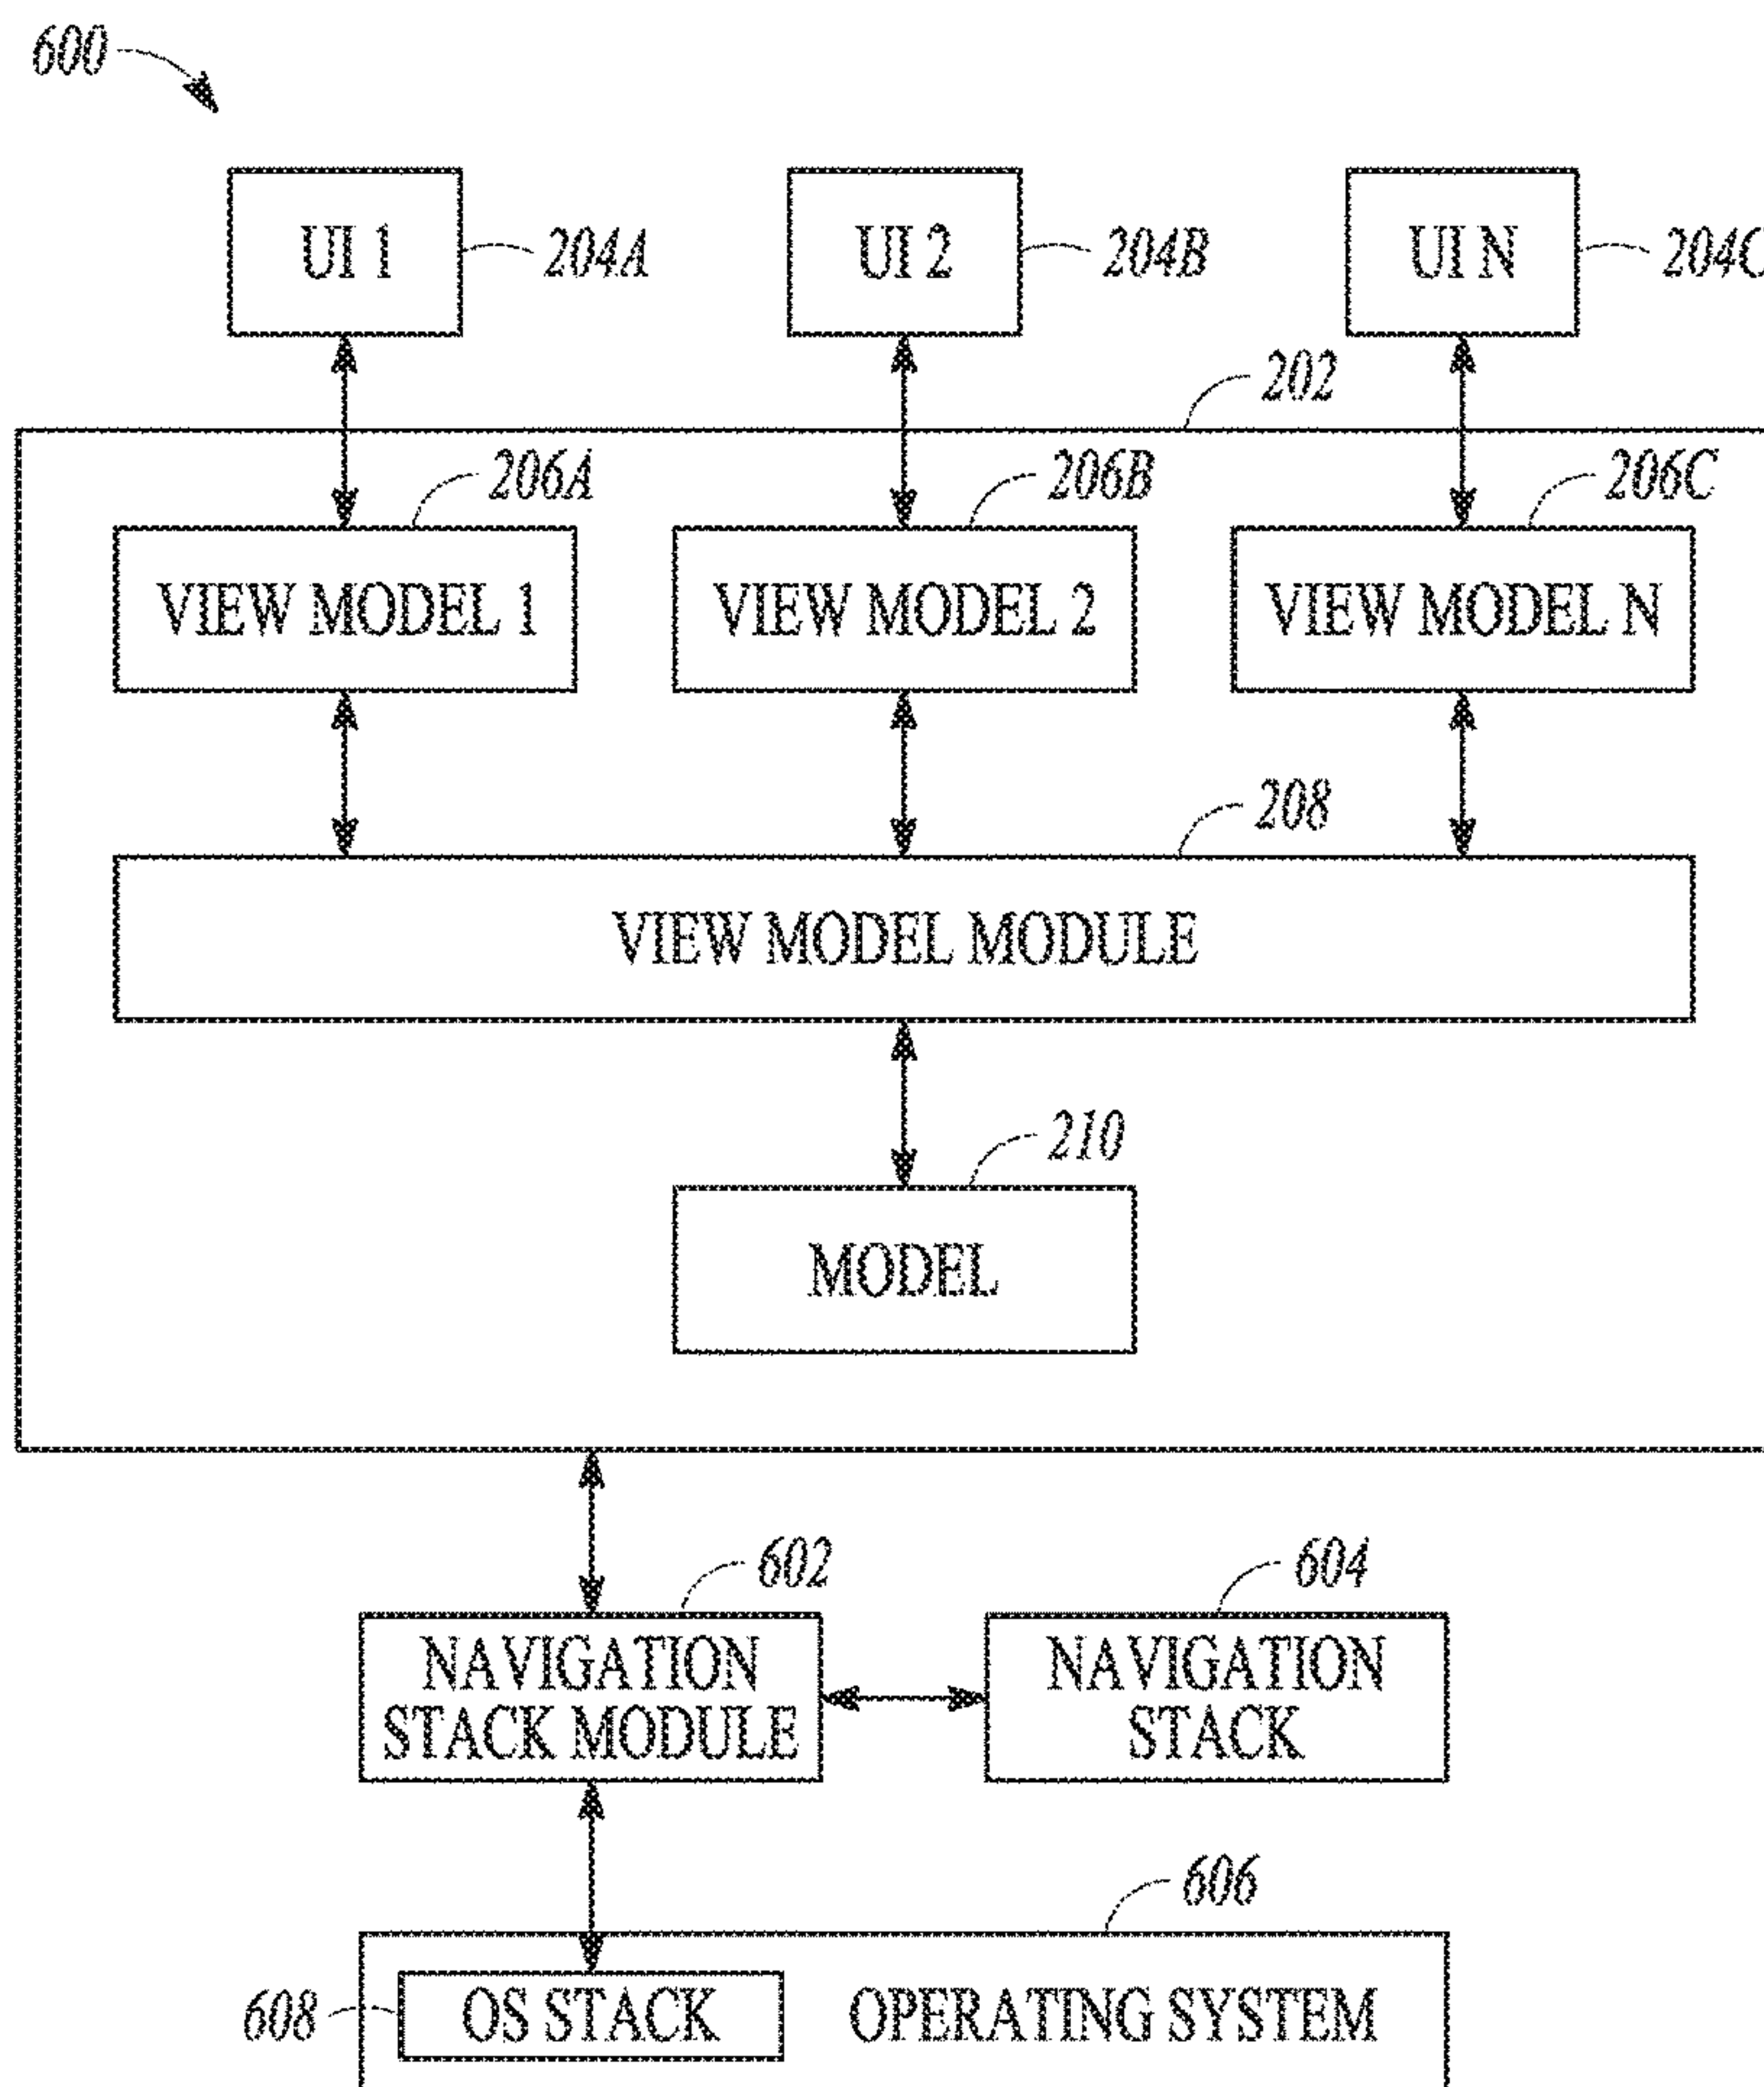 600
UI 1
204A
UI 2
204B
UI N
204C
202
206A
206B
206C
VIEW MODEL 1
VIEW MODEL 2
VIEW MODEL N
208
VIEW MODEL MODULE
210
MODEL
602
604
NAVIGATION
STACK MODULE
NAVIGATION
STACK
606
608
OS STACK
OPERATING SYSTEM